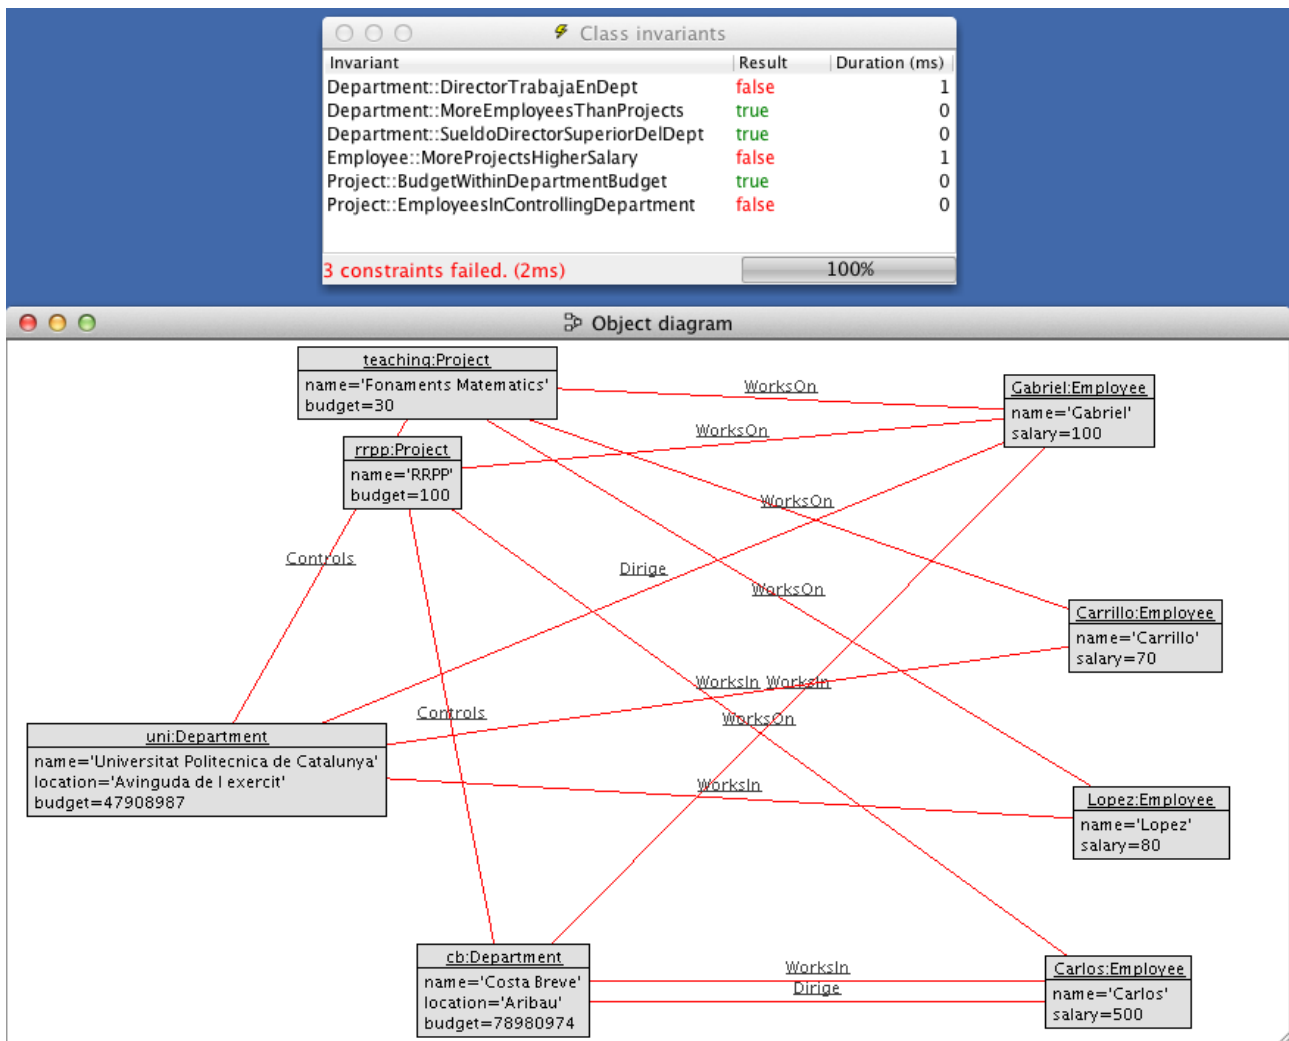 Class invariants
Invariant Result Duration (ms)
Department::DirectorTrabajaEnDept false 1
Department::MoreEmployeesThanProjects true 0
Department::SueldoDirectorSuperiorDelDept true 0
Employee::MoreProjectsHigherSalary false 1
Project::BudgetWithinDepartmentBudget true 0
Project::EmployeesInControllingDepartment false 0
3 constraints failed. (2ms) 100%
Object diagram
teaching:Project
name='Fonaments Matematics'
budget=30
WorksOn
Gabriel:Employee
name='Gabriel'
salary=100
WorksOn
rrpp:Project
name='RRPP'
budget=100
WorksOn
Controls
Dirige
WorksOn
Carrillo:Employee
name='Carrillo'
salary=70
WorksIn WorksIn
Controls
WorksOn
uni:Department
name='Universitat Politecnica de Catalunya'
location='Avinguda de l exercit'
budget=47908987
WorksIn
Lopez:Employee
name='Lopez'
salary=80
cb:Department
name='Costa Breve'
location='Aribau'
budget=78980974
WorksIn
Dirige
Carlos:Employee
name='Carlos'
salary=500